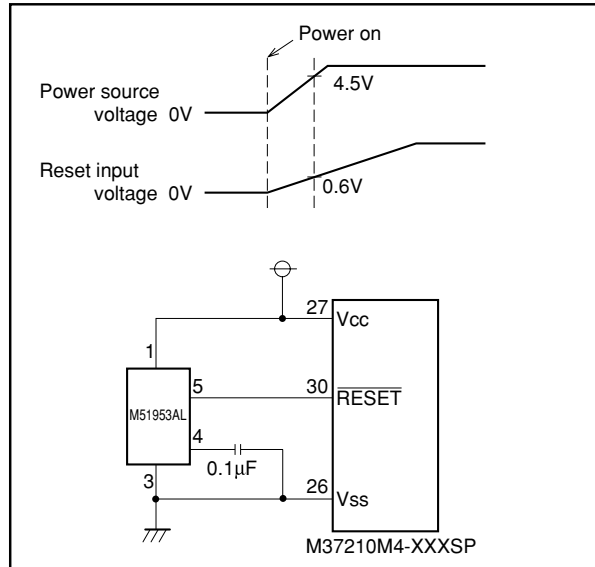 Power on
Power source
voltage 0V
4.5V
Reset input
voltage 0V
0.6V
27 Vcc
1
5
30 RESET
M51953AL
4
0.1μF
3
26 Vss
M37210M4-XXXSP